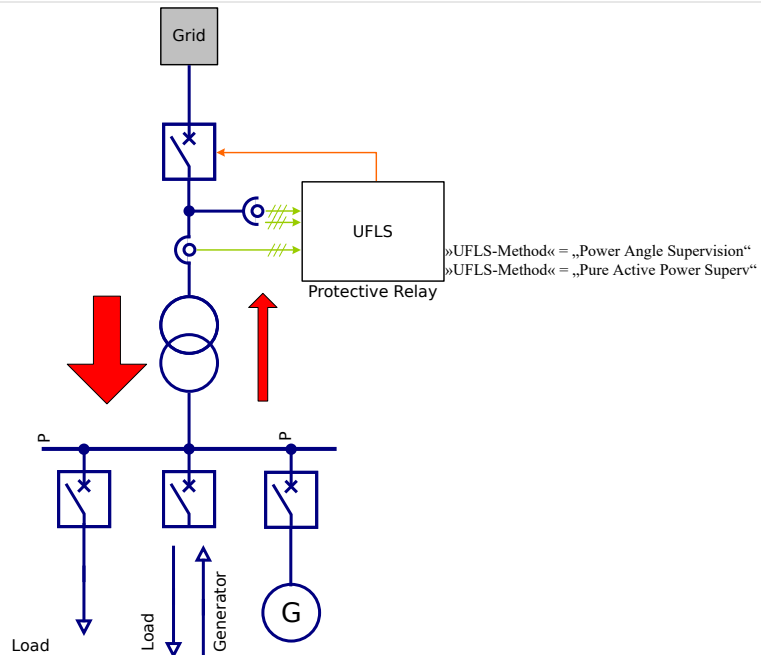 Grid
UFLS
»UFLS-Method« = „Power Angle Supervision“
»UFLS-Method« = „Pure Active Power Superv“
Protective Relay
P
P
G
Load
Load
Generator